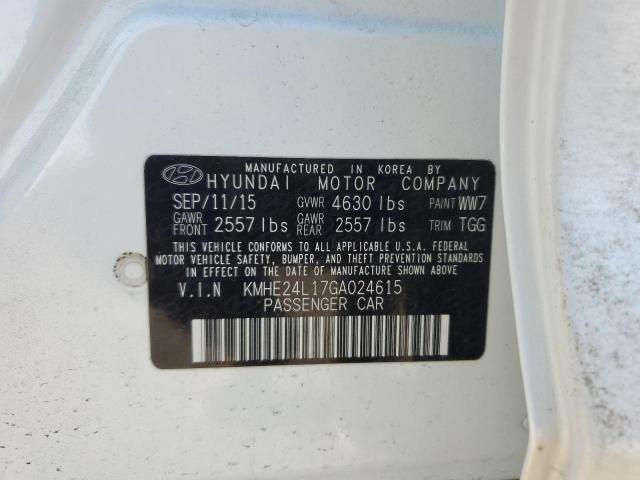 MANUFACTURED IN KOREA BY
HYUNDAI MOTOR COMPANY
SEP/11/15 GVWR 4630 lbs PAINT WW7
GAWR FRONT 2557 lbs GAWR REAR 2557 lbs TRIM TGG
THIS VEHICLE CONFORMS TO ALL APPLICABLE U.S.A. FEDERAL
MOTOR VEHICLE SAFETY, BUMPER, AND THEFT PREVENTION STANDARDS
IN EFFECT ON THE DATE OF MANUFACTURE SHOWN ABOVE.
V.I.N KMHE24L17GA024615
PASSENGER CAR